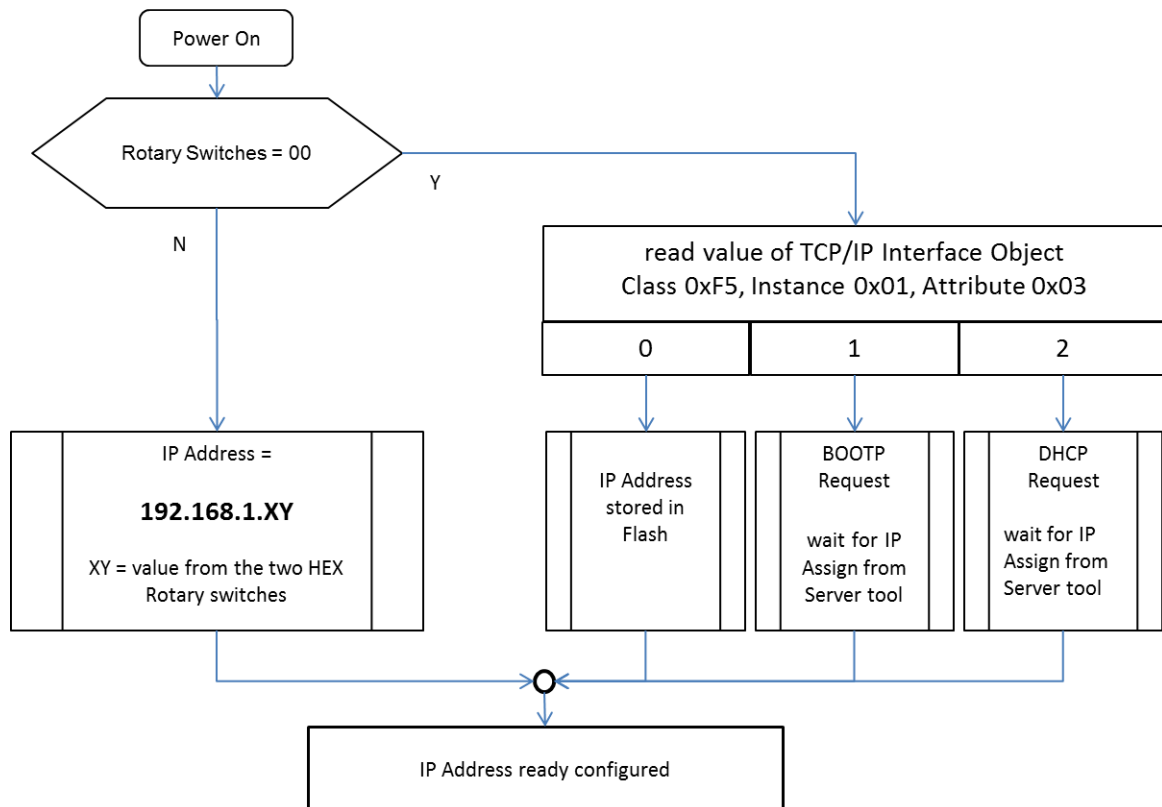 Power On
Rotary Switches = 00
Y
N
read value of TCP/IP Interface Object
Class 0xF5, Instance 0x01, Attribute 0x03
0
1
2
IP Address =
192.168.1.XY
XY = value from the two HEX
Rotary switches
IP Address
stored in
Flash
BOOTP
Request
wait for IP
Assign from
Server tool
DHCP
Request
wait for IP
Assign from
Server tool
IP Address ready configured